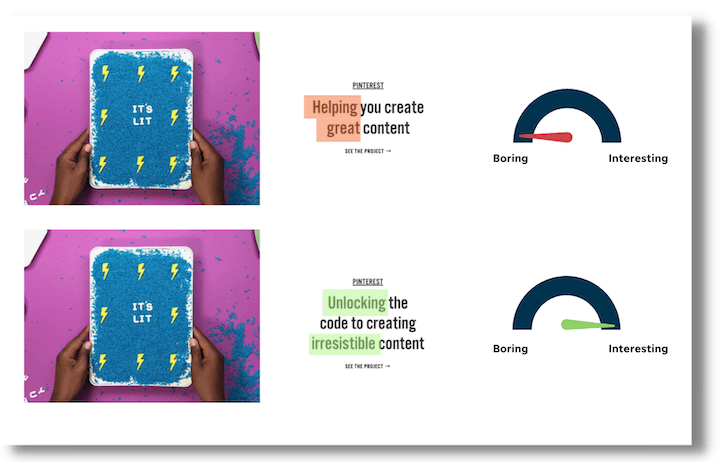 IT'S
LIT
PINTEREST
Helping you create
great content
SEE THE PROJECT →
Boring
Interesting
IT'S
LIT
PINTEREST
Unlocking the
code to creating
irresistible content
SEE THE PROJECT →
Boring
Interesting